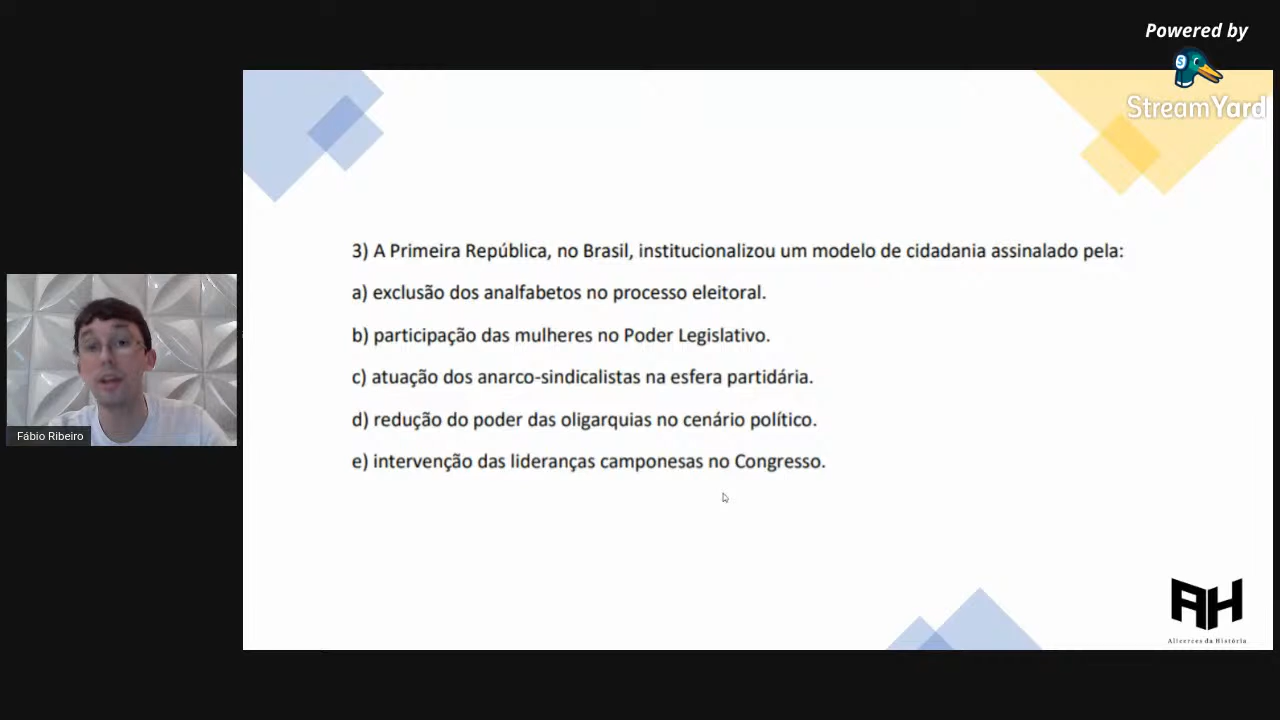 Powered by
StreamYard
3) A Primeira República, no Brasil, institucionalizou um modelo de cidadania assinalado pela:
a) exclusão dos analfabetos no processo eleitoral.
b) participação das mulheres no Poder Legislativo.
c) atuação dos anarco-sindicalistas na esfera partidária.
d) redução do poder das oligarquias no cenário político.
e) intervenção das lideranças camponesas no Congresso.
Fábio Ribeiro
AH
Alicerces da História